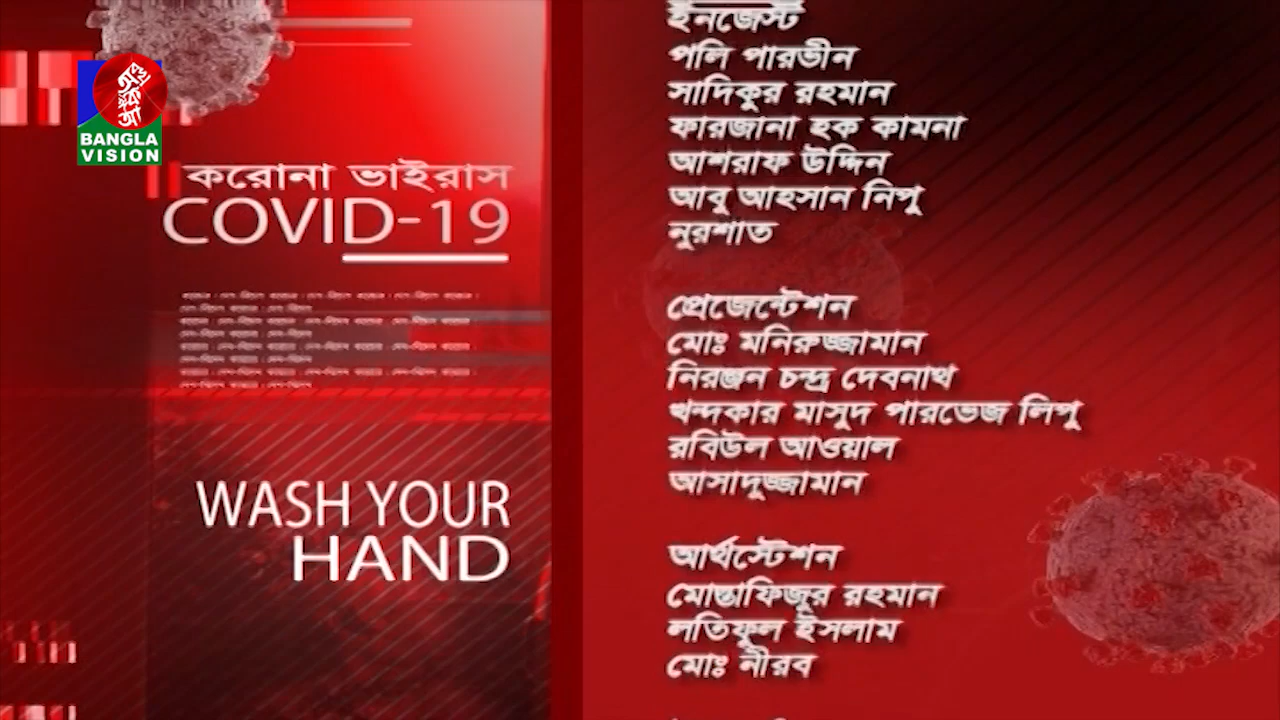 BANGLA
VISION
করোনা ভাইরাস
COVID-19
WASH YOUR
HAND
ইনজেস্ট
পলি পারভীন
সাদিকুর রহমান
ফারজানা হক কামনা
আশরাফ উদ্দিন
আবু আহসান নিপু
নুরশাত
প্রেজেন্টেশন
মোঃ মনিরুজ্জামান
নিরঞ্জন চন্দ্র দেবনাথ
খন্দকার মাসুদ পারভেজ লিপু
রবিউল আওয়াল
আসাদুজ্জামান
আর্থস্টেশন
মোস্তাফিজুর রহমান
লতিফুল ইসলাম
মোঃ নীরব